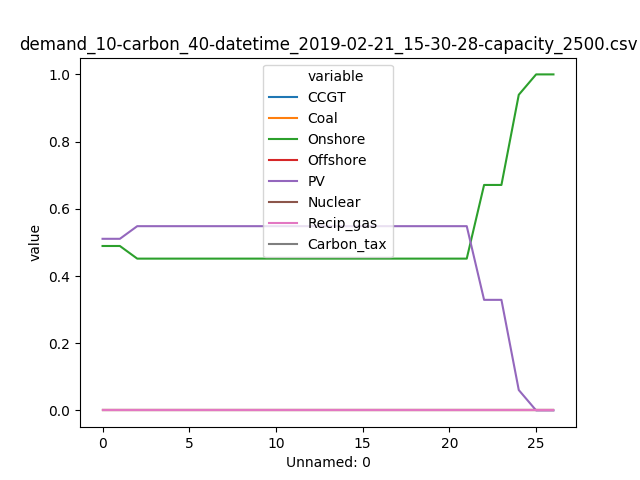 demand_10-carbon_40-datetime_2019-02-21_15-30-28-capacity_2500.csv
variable
CCGT
Coal
Onshore
Offshore
PV
Nuclear
Recip_gas
Carbon_tax
1.0
0.8
0.6
0.4
0.2
0.0
value
0 5 10 15 20 25
Unnamed: 0